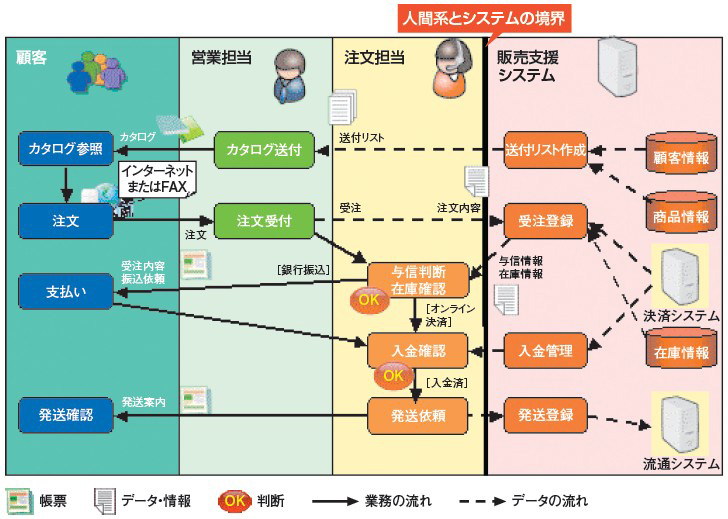 人間系とシステムの境界
顧客
営業担当
注文担当
販売支援
システム
カタログ参照
カタログ
カタログ送付
送付リスト
送付リスト作成
顧客情報
インターネット
またはFAX
商品情報
注文
注文
注文受付
受注
注文内容
受注登録
受注内容
振込依頼
[銀行振込]
与信判断
在庫確認
与信情報
在庫情報
支払い
OK
[オンライン
決済]
決済システム
入金確認
入金管理
在庫情報
OK
[入金済]
発送確認
発送案内
発送依頼
発送登録
流通システム
帳票
データ・情報
OK
判断
業務の流れ
データの流れ